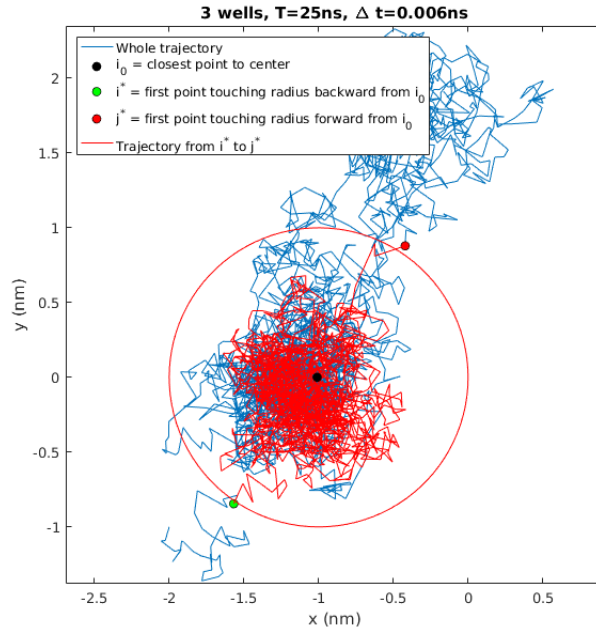 3 wells, T=25ns, Δ t=0.006ns
Whole trajectory
i0 = closest point to center
i* = first point touching radius backward from i0
j* = first point touching radius forward from i0
Trajectory from i* to j*
2
1.5
1
0.5
0
-0.5
-1
y (nm)
-2.5 -2 -1.5 -1 -0.5 0 0.5
x (nm)